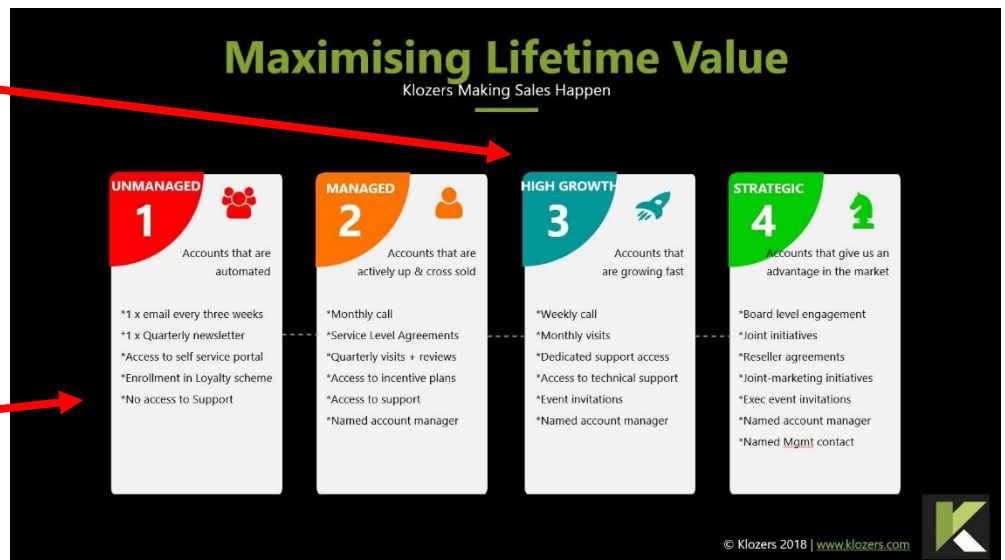 Maximising Lifetime Value
Klozers Making Sales Happen
UNMANAGED
1
Accounts that are
automated
*1 x email every three weeks
*1 x Quarterly newsletter
*Access to self service portal
*Enrollment in Loyalty scheme
*No access to Support
MANAGED
2
Accounts that are
actively up & cross sold
*Monthly call
*Service Level Agreements
*Quarterly visits + reviews
*Access to incentive plans
*Access to support
*Named account manager
HIGH GROWTH
3
Accounts that
are growing fast
*Weekly call
*Monthly visits
*Dedicated support access
*Access to technical support
*Event invitations
*Named account manager
STRATEGIC
4
Accounts that give us an
advantage in the market
*Board level engagement
*Joint initiatives
*Reseller agreements
*Joint-marketing initiatives
*Exec event invitations
*Named account manager
*Named Mgmt contact
© Klozers 2018 | www.klozers.com